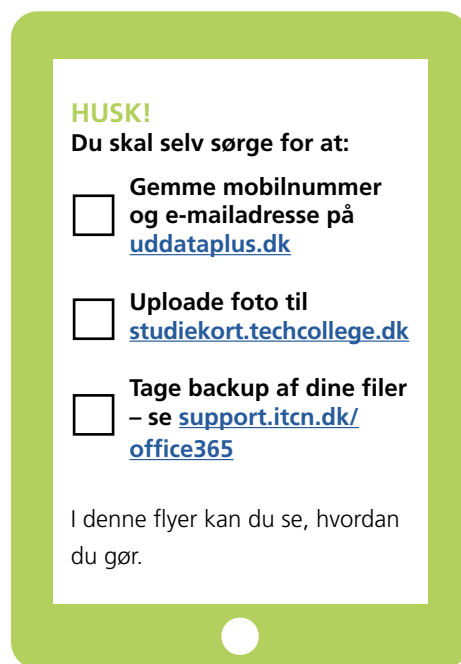 HUSK!
Du skal selv sørge for at:
Gemme mobilnummer
og e-mailadresse på
uddataplus.dk
Uploade foto til
studiekort.techcollege.dk
Tage backup af dine filer
– se support.itcn.dk/
office365
I denne flyer kan du se, hvordan
du gør.